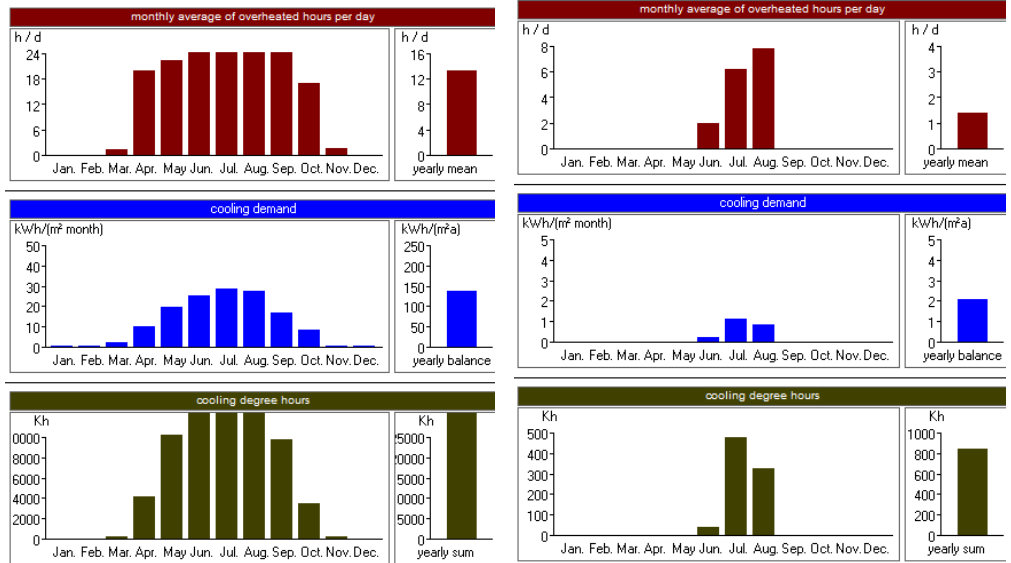 monthly average of overheated hours per day
h / d
24
18
12
6
0
Jan. Feb. Mar. Apr. May Jun. Jul. Aug. Sep. Oct. Nov. Dec.
h / d
16
12
8
4
0
yearly mean
monthly average of overheated hours per day
h / d
8
6
4
2
0
Jan. Feb. Mar. Apr. May Jun. Jul. Aug. Sep. Oct. Nov. Dec.
h / d
4
3
2
1
0
yearly mean
cooling demand
kWh/(m² month)
50
40
30
20
10
0
Jan. Feb. Mar. Apr. May Jun. Jul. Aug. Sep. Oct. Nov. Dec.
kWh/(m²a)
250
200
150
100
50
0
yearly balance
cooling demand
kWh/(m² month)
5
4
3
2
1
0
Jan. Feb. Mar. Apr. May Jun. Jul. Aug. Sep. Oct. Nov. Dec.
kWh/(m²a)
5
4
3
2
1
0
yearly balance
cooling degree hours
Kh
0000
8000
6000
4000
2000
0
Jan. Feb. Mar. Apr. May Jun. Jul. Aug. Sep. Oct. Nov. Dec.
Kh
25000
20000
15000
0000
5000
0
yearly sum
cooling degree hours
Kh
500
400
300
200
100
0
Jan. Feb. Mar. Apr. May Jun. Jul. Aug. Sep. Oct. Nov. Dec.
Kh
1000
800
600
400
200
0
yearly sum